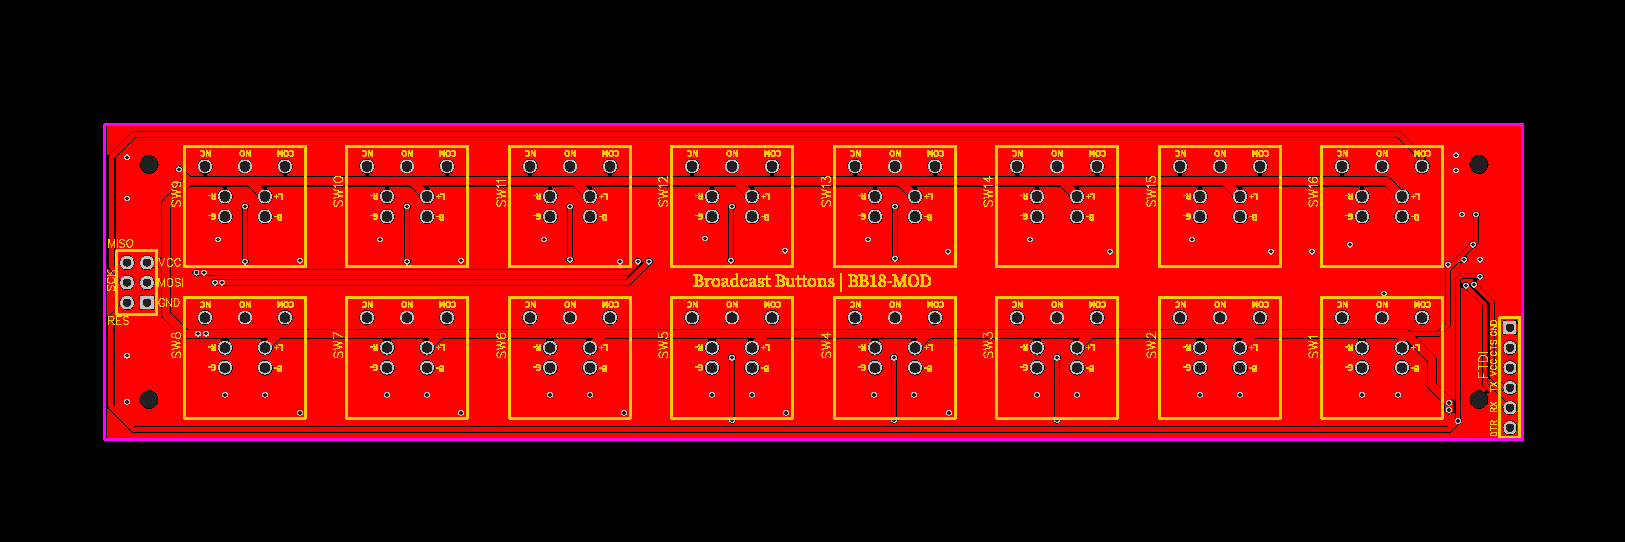 NC NO COM NC NO COM NC NO COM NC NO COM NC NO COM NC NO COM NC NO COM NC NO COM
SW9 SW10 SW11 SW12 SW13 SW14 SW15 SW16
R- L+ R- L+ R- L+ R- L+ R- L+ R- L+ R- L+ R- L+
G- B- G- B- G- B- G- B- G- B- G- B- G- B- G- B-
MISO
VCC
SCK MOSI
GND
RES
Broadcast Buttons | BB18-MOD
NC NO COM NC NO COM NC NO COM NC NO COM NC NO COM NC NO COM NC NO COM NC NO COM
SW8 SW7 SW6 SW5 SW4 SW3 SW2 SW1
R- L+ R- L+ R- L+ R- L+ R- L+ R- L+ R- L+ R- L+
G- B- G- B- G- B- G- B- G- B- G- B- G- B- G- B-
FTDI
GND
CTS
VCC
TX
RX
DTR